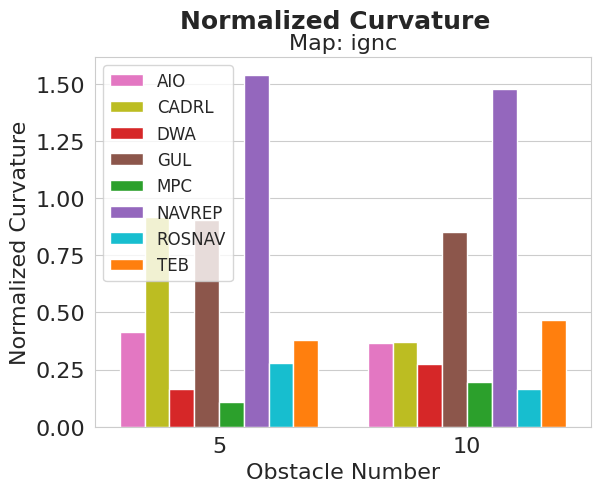 Normalized Curvature
Map: ignc
Normalized Curvature
1.50
1.25
1.00
0.75
0.50
0.25
0.00
AIO
CADRL
DWA
GUL
MPC
NAVREP
ROSNAV
TEB
5 10
Obstacle Number